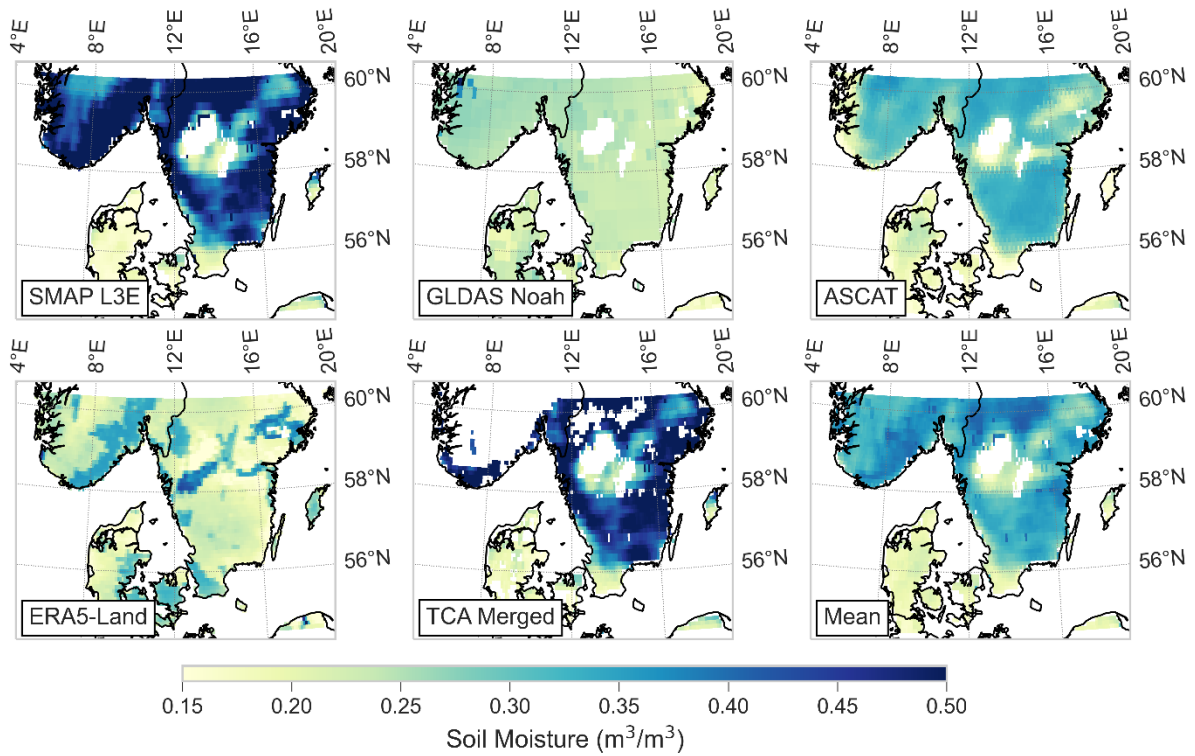 4°E 8°E 12°E 16°E 20°E 4°E 8°E 12°E 16°E 20°E 4°E 8°E 12°E 16°E 20°E
60°N 60°N 60°N
58°N 58°N 58°N
56°N 56°N 56°N
SMAP L3E GLDAS Noah ASCAT
4°E 8°E 12°E 16°E 20°E 4°E 8°E 12°E 16°E 20°E 4°E 8°E 12°E 16°E 20°E
60°N 60°N 60°N
58°N 58°N 58°N
56°N 56°N 56°N
ERA5-Land TCA Merged Mean
0.15 0.20 0.25 0.30 0.35 0.40 0.45 0.50
Soil Moisture (m³/m³)